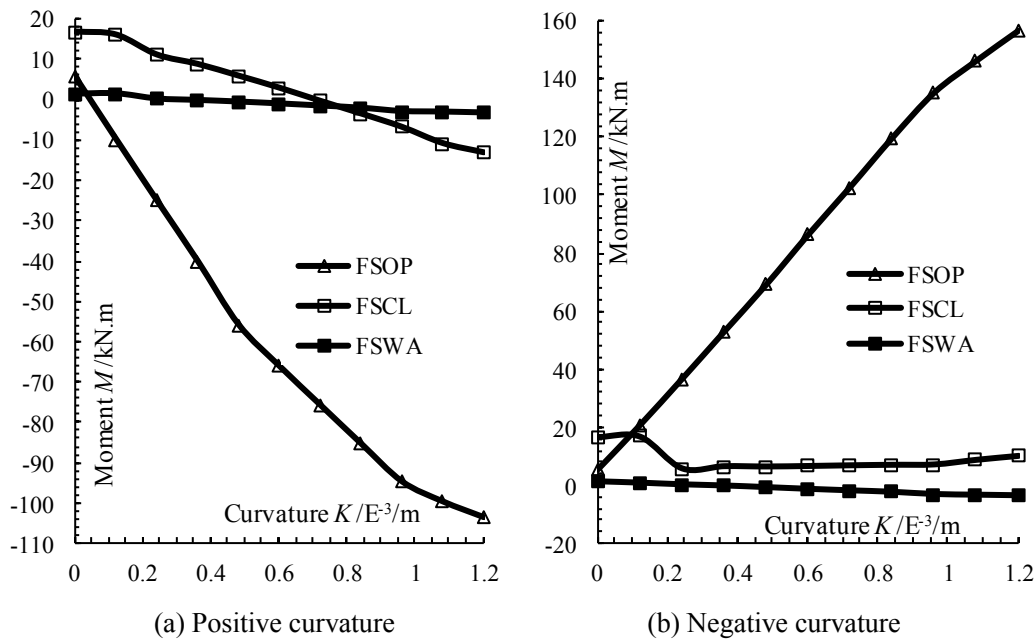 20
10
0
-10
-20
-30
-40
-50
-60
-70
-80
-90
-100
-110
Moment M /kN.m
FSOP
FSCL
FSWA
Curvature K /E-3/m
0 0.2 0.4 0.6 0.8 1 1.2
(a) Positive curvature
160
140
120
100
80
60
40
20
0
-20
Moment M /kN.m
FSOP
FSCL
FSWA
Curvature K /E-3/m
0 0.2 0.4 0.6 0.8 1 1.2
(b) Negative curvature